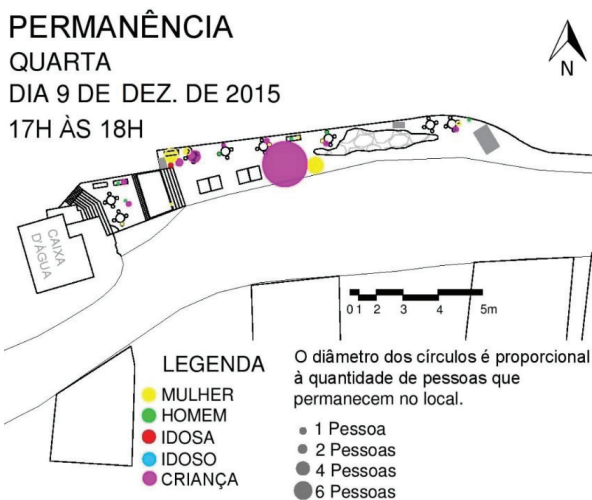 PERMANÊNCIA
QUARTA
DIA 9 DE DEZ. DE 2015
17H ÀS 18H
N
CAIXA
D'ÁGUA
0 1 2 3 4 5m
LEGENDA
MULHER
HOMEM
IDOSA
IDOSO
CRIANÇA
O diâmetro dos círculos é proporcional
à quantidade de pessoas que
permanecem no local.
1 Pessoa
2 Pessoas
4 Pessoas
6 Pessoas